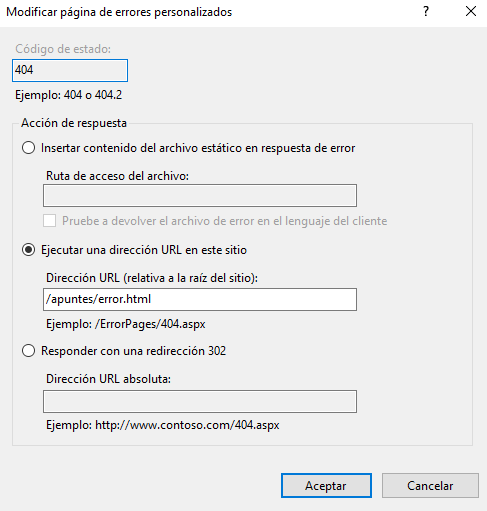 Modificar página de errores personalizados
?
Código de estado:
404
Ejemplo: 404 o 404.2
Acción de respuesta
Insertar contenido del archivo estático en respuesta de error
Ruta de acceso del archivo:
Pruebe a devolver el archivo de error en el lenguaje del cliente
Ejecutar una dirección URL en este sitio
Dirección URL (relativa a la raíz del sitio):
/apuntes/error.html
Ejemplo: /ErrorPages/404.aspx
Responder con una redirección 302
Dirección URL absoluta:
Ejemplo: http://www.contoso.com/404.aspx
Aceptar
Cancelar